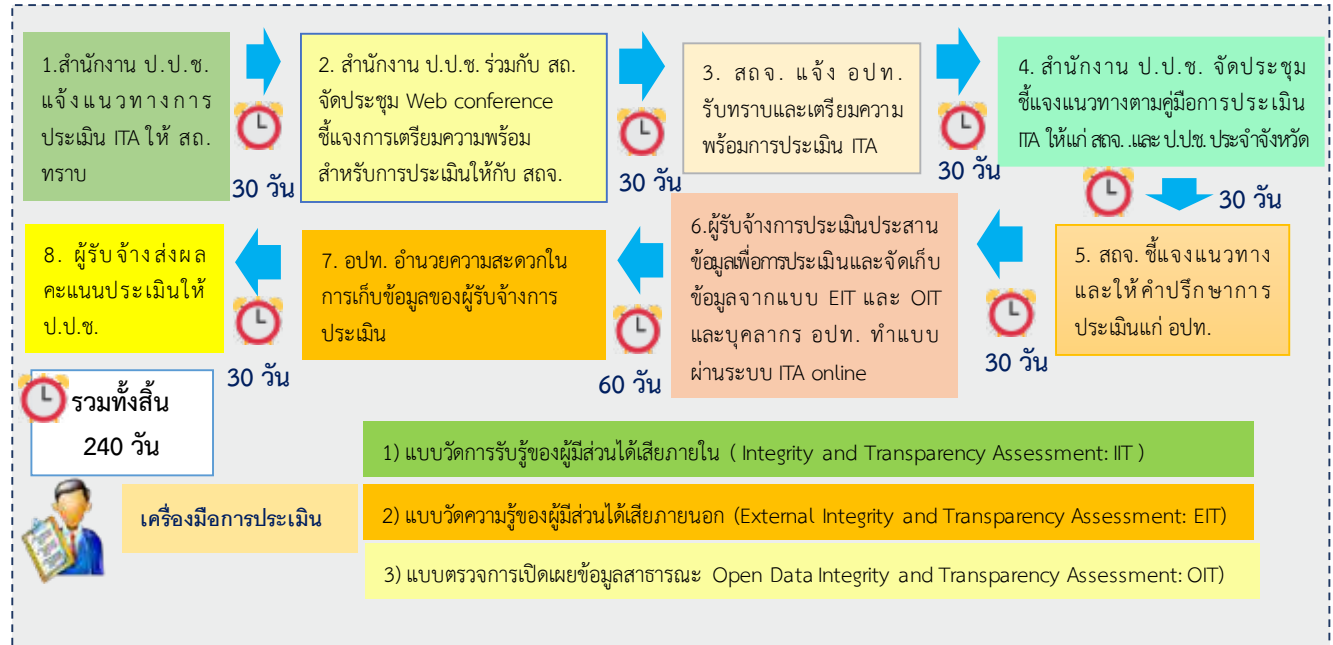 1.สำนักงาน ป.ป.ช.
แจ้งแนวทางการ
ประเมิน ITA ให้ สถ.
ทราบ
30 วัน
2. สำนักงาน ป.ป.ช. ร่วมกับ สถ.
จัดประชุม Web conference
ชี้แจงการเตรียมความพร้อม
สำหรับการประเมินให้กับ สถจ.
30 วัน
3. สถจ. แจ้ง อปท.
รับทราบและเตรียมความ
พร้อมการประเมิน ITA
30 วัน
4. สำนักงาน ป.ป.ช. จัดประชุม
ชี้แจงแนวทางตามคู่มือการประเมิน
ITA ให้แก่ สถจ. .และ ป.ป.ช. ประจำจังหวัด
30 วัน
5. สถจ. ชี้แจงแนวทาง
และให้คำปรึกษาการ
ประเมินแก่ อปท.
30 วัน
6.ผู้รับจ้างการประเมินประสาน
ข้อมูลเพื่อการประเมินและจัดเก็บ
ข้อมูลจากแบบ EIT และ OIT
และบุคลากร อปท. ทำแบบ
ผ่านระบบ ITA online
60 วัน
7. อปท. อำนวยความสะดวกใน
การเก็บข้อมูลของผู้รับจ้างการ
ประเมิน
30 วัน
8. ผู้รับจ้างส่งผล
คะแนนประเมินให้
ป.ป.ช.
รวมทั้งสิ้น
240 วัน
เครื่องมือการประเมิน
1) แบบวัดการรับรู้ของผู้มีส่วนได้เสียภายใน ( Integrity and Transparency Assessment: IIT )
2) แบบวัดความรู้ของผู้มีส่วนได้เสียภายนอก (External Integrity and Transparency Assessment: EIT)
3) แบบตรวจการเปิดเผยข้อมูลสาธารณะ Open Data Integrity and Transparency Assessment: OIT)